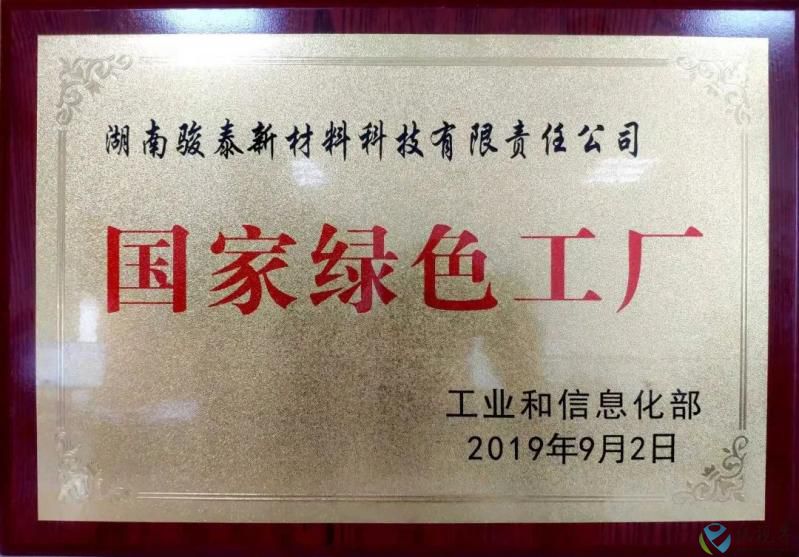 湖南骏泰新材料科技有限责任公司
国家绿色工厂
工业和信息化部
2019年9月2日